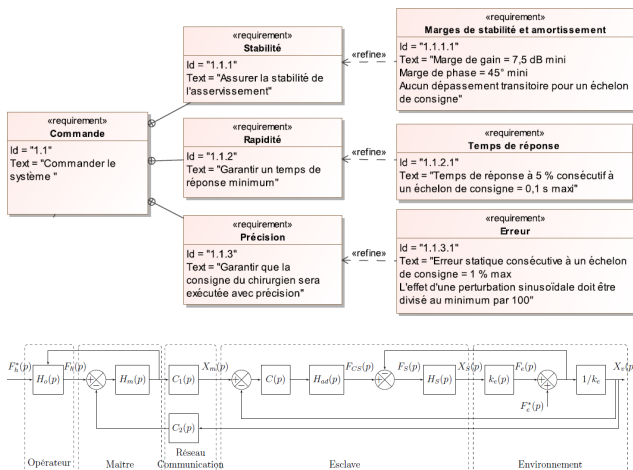 «requirement»
Stabilité
Id = "1.1.1"
Text = "Assurer la stabilité de
l'asservissement"
«refine»
«requirement»
Marges de stabilité et amortissement
Id = "1.1.1.1"
Text = "Marge de gain = 7,5 dB mini
Marge de phase = 45° mini
Aucun dépassement transitoire pour un échelon
de consigne"
«requirement»
Commande
Id = "1.1"
Text = "Commander le
système "
«requirement»
Rapidité
Id = "1.1.2"
Text = "Garantir un temps de
réponse minimum"
«refine»
«requirement»
Temps de réponse
Id = "1.1.2.1"
Text = "Temps de réponse à 5 % consécutif à
un échelon de consigne = 0,1 s maxi"
«requirement»
Précision
Id = "1.1.3"
Text = "Garantir que la
consigne du chirurgien sera
exécutée avec précision"
«refine»
«requirement»
Erreur
Id = "1.1.3.1"
Text = "Erreur statique consécutive à un échelon
de consigne = 1 % max
L'effet d'une perturbation sinusoïdale doit être
divisé au minimum par 100"
F*h(p) Ho(p) Fh(p) Hm(p) C1(p) Xm(p) C(p) Had(p) FCS(p) FS(p) HS(p) XS(p) ke(p) Fe(p) 1/ke Xe(p)
F*e(p)
C2(p)
Réseau
Opérateur Maître Communication Esclave Environnement